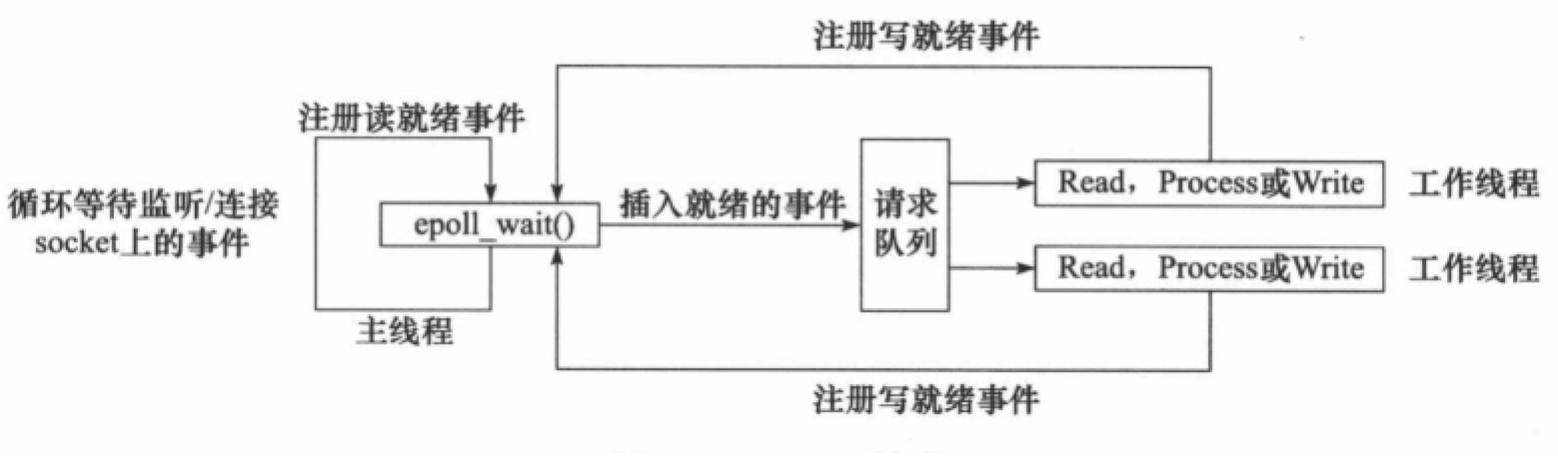 注册写就绪事件
注册读就绪事件
循环等待监听/连接
socket上的事件
epoll_wait()
插入就绪的事件
请求
队列
Read，Process或Write
工作线程
Read，Process或Write
工作线程
主线程
注册写就绪事件